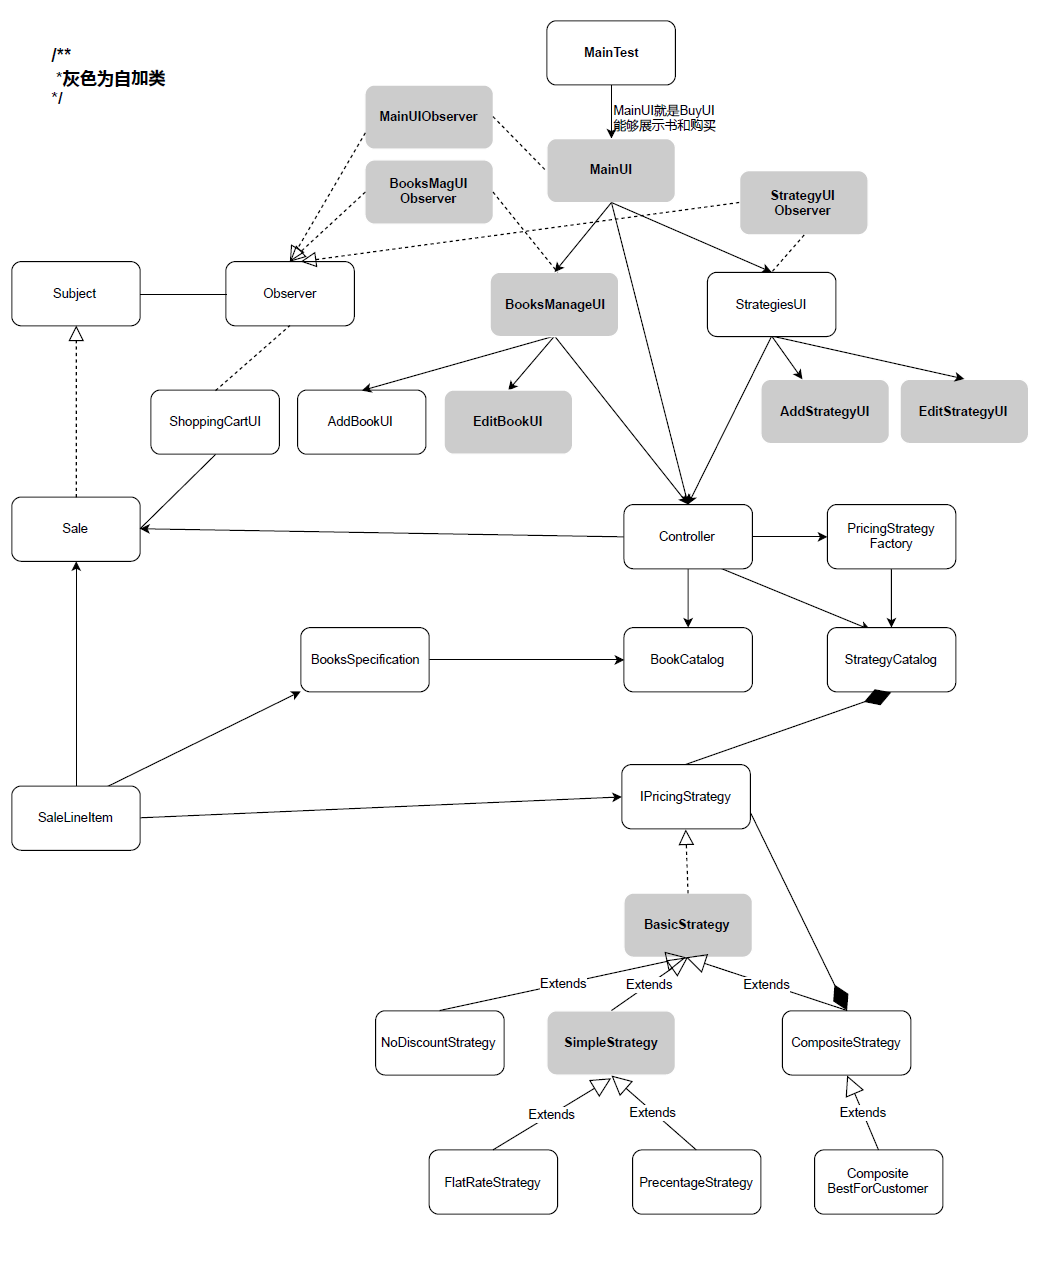 /**
*灰色为自加类
*/
MainTest
MainUI就是BuyUI
能够展示书和购买
MainUIObserver
MainUI
BooksMagUI
Observer
StrategyUI
Observer
Subject
Observer
BooksManageUI
StrategiesUI
ShoppingCartUI
AddBookUI
EditBookUI
AddStrategyUI
EditStrategyUI
Sale
Controller
PricingStrategy
Factory
BooksSpecification
BookCatalog
StrategyCatalog
SaleLineItem
IPricingStrategy
BasicStrategy
Extends
Extends
Extends
NoDiscountStrategy
SimpleStrategy
CompositeStrategy
Extends
Extends
Extends
FlatRateStrategy
PrecentageStrategy
Composite
BestForCustomer